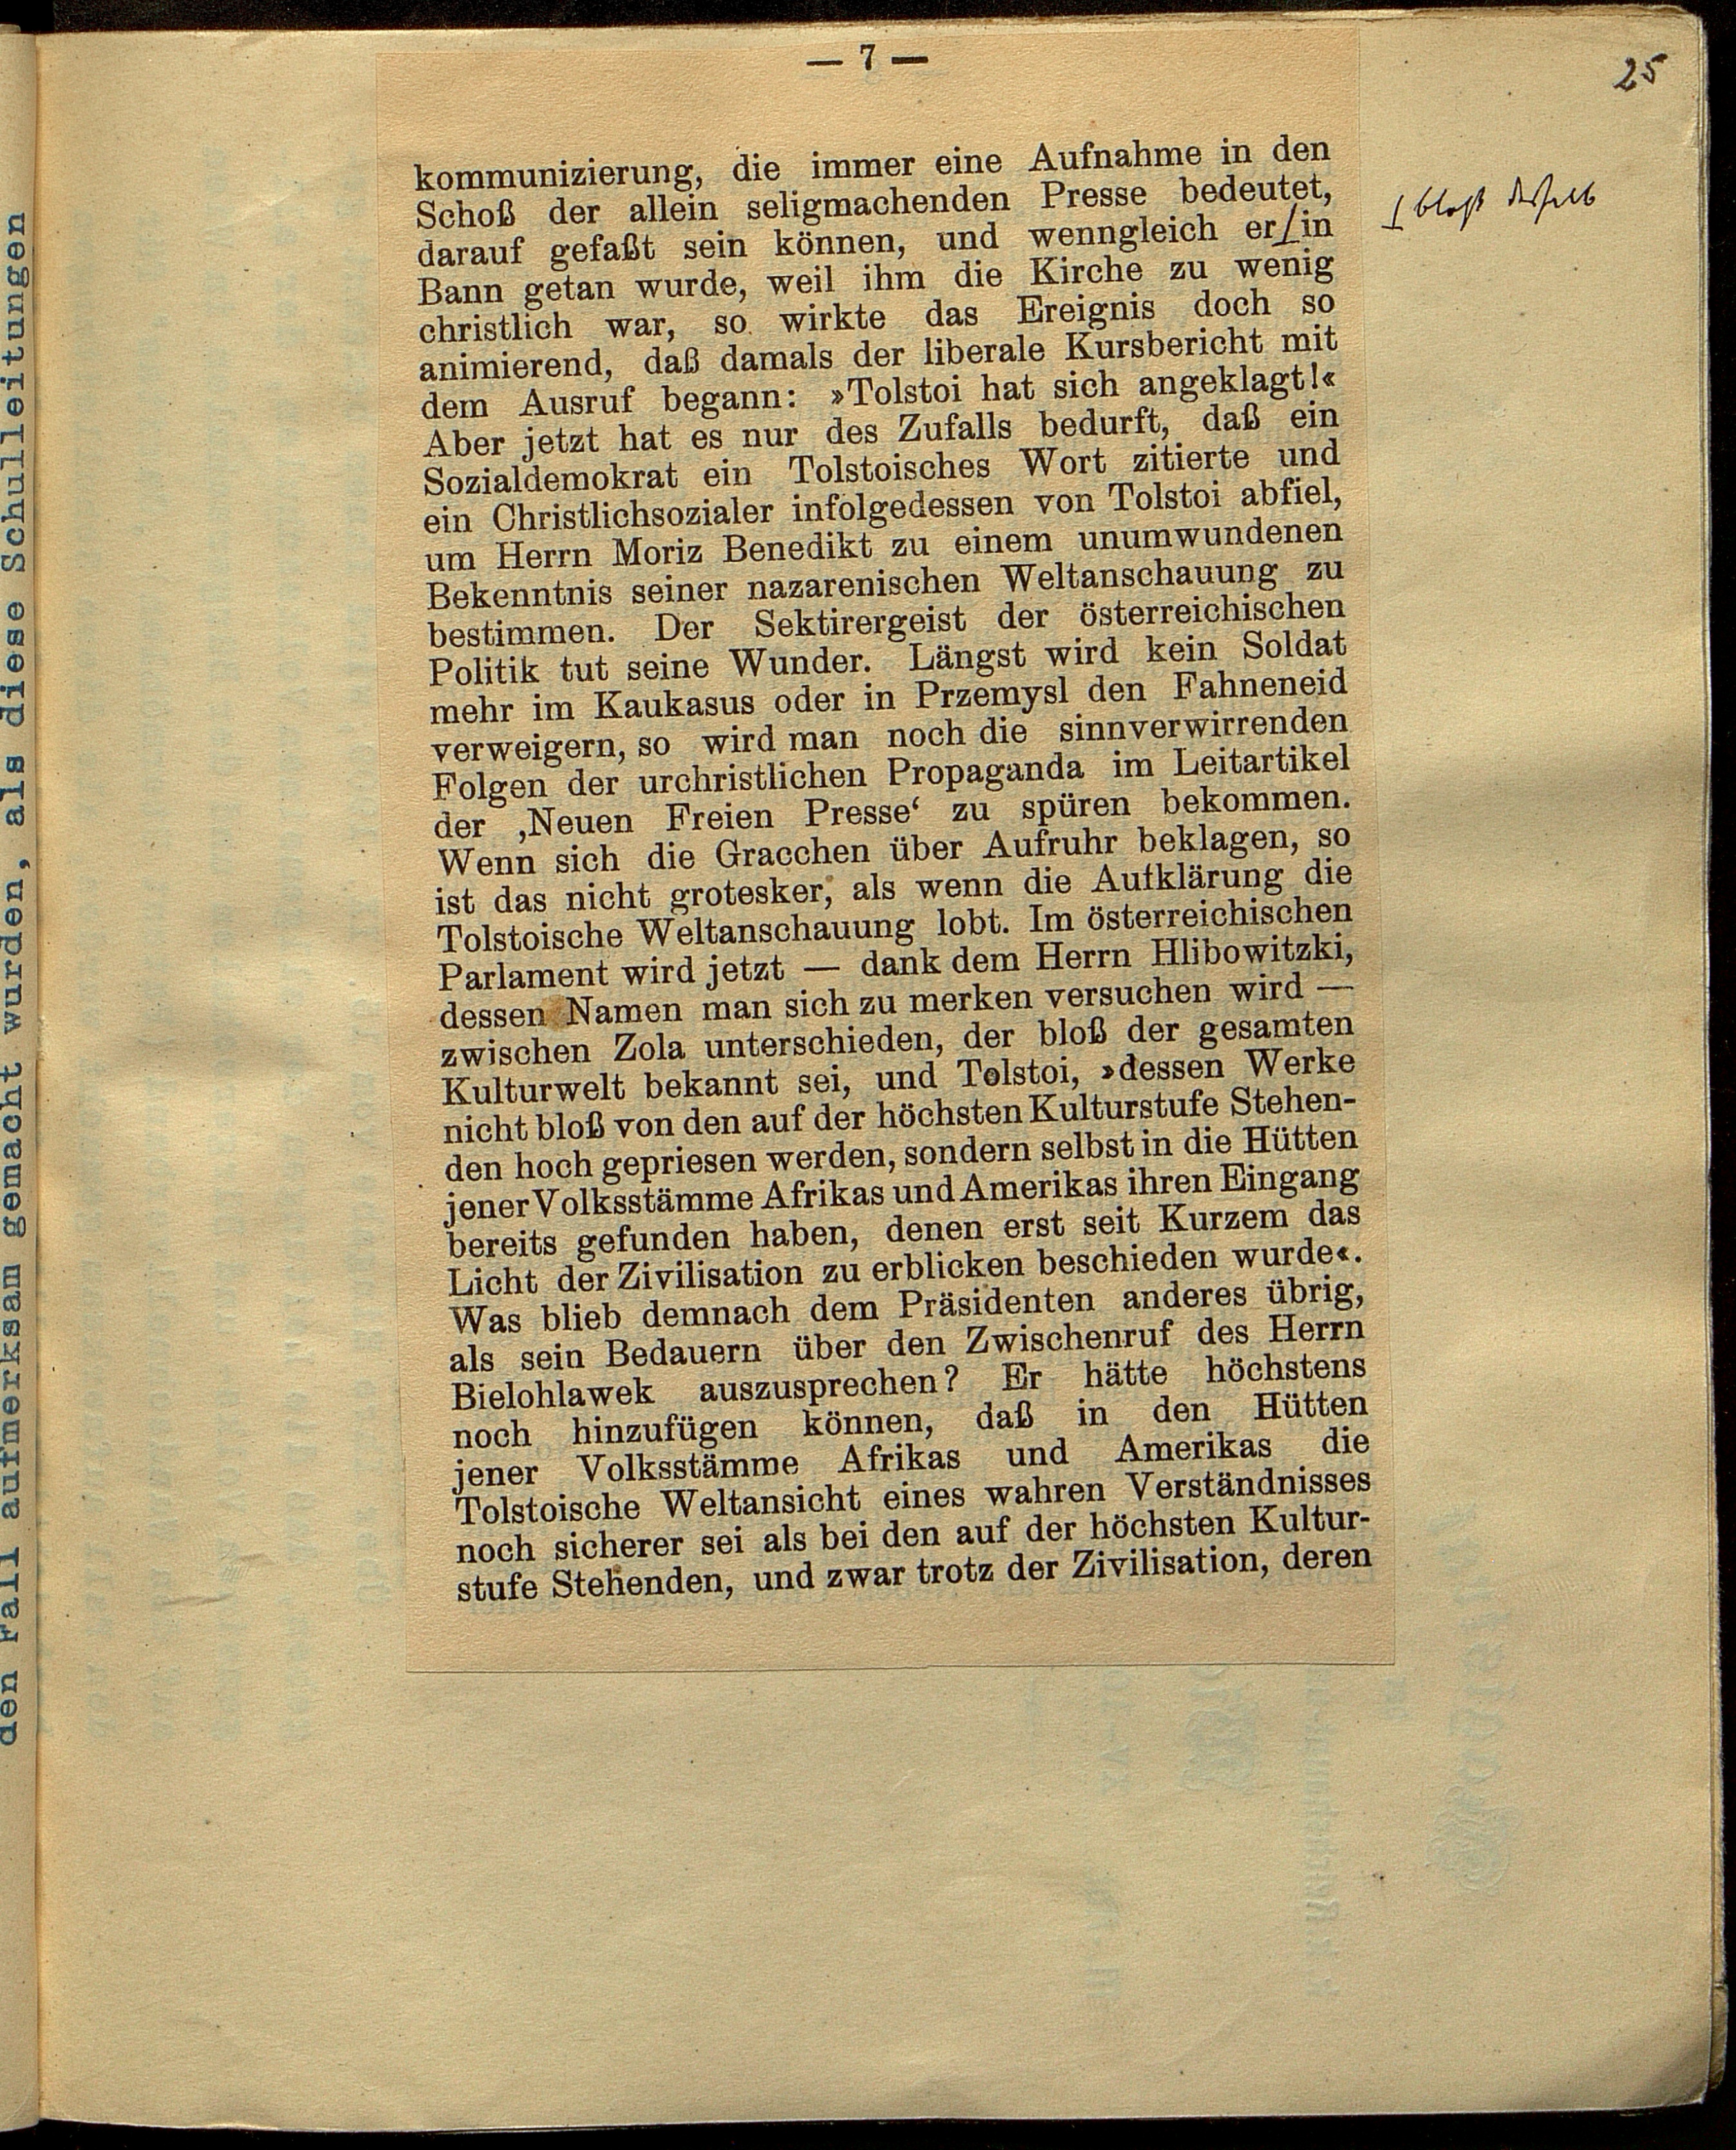 — 7 —
25
kommunizierung, die immer eine Aufnahme in den
Schoß der allein seligmachenden Presse bedeutet,
darauf gefaßt sein können, und wenngleich er/in
bloß deshalb
Bann getan wurde, weil ihm die Kirche zu wenig
christlich war, so wirkte das Ereignis doch so
animierend, daß damals der liberale Kursbericht mit
dem Ausruf begann: »Tolstoi hat sich angeklagt!«
Aber jetzt hat es nur des Zufalls bedurft, daß ein
Sozialdemokrat ein Tolstoisches Wort zitierte und
ein Christlichsozialer infolgedessen von Tolstoi abfiel,
um Herrn Moriz Benedikt zu einem unumwundenen
Bekenntnis seiner nazarenischen Weltanschauung zu
bestimmen. Der Sektirergeist der österreichischen
Politik tut seine Wunder. Längst wird kein Soldat
mehr im Kaukasus oder in Przemysl den Fahneneid
verweigern, so wird man noch die sinnverwirrenden
Folgen der urchristlichen Propaganda im Leitartikel
der ‚Neuen Freien Presse‘ zu spüren bekommen.
Wenn sich die Gracchen über Aufruhr beklagen, so
ist das nicht grotesker, als wenn die Aufklärung die
Tolstoische Weltanschauung lobt. Im österreichischen
Parlament wird jetzt — dank dem Herrn Hlibowitzki,
dessen Namen man sich zu merken versuchen wird —
zwischen Zola unterschieden, der bloß der gesamten
Kulturwelt bekannt sei, und Tolstoi, »dessen Werke
nicht bloß von den auf der höchsten Kulturstufe Stehen-
den hoch gepriesen werden, sondern selbst in die Hütten
jener Volksstämme Afrikas und Amerikas ihren Eingang
bereits gefunden haben, denen erst seit Kurzem das
Licht der Zivilisation zu erblicken beschieden wurde«.
Was blieb demnach dem Präsidenten anderes übrig,
als sein Bedauern über den Zwischenruf des Herrn
Bielohlawek auszusprechen? Er hätte höchstens
noch hinzufügen können, daß in den Hütten
jener Volksstämme Afrikas und Amerikas die
Tolstoische Weltansicht eines wahren Verständnisses
noch sicherer sei als bei den auf der höchsten Kultur-
stufe Stehenden, und zwar trotz der Zivilisation, deren
den Fall aufmerksam gemacht wurden, als diese Schulleitungen